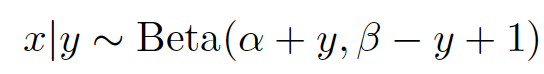 x|y ∼ Beta(α + y, β − y + 1)